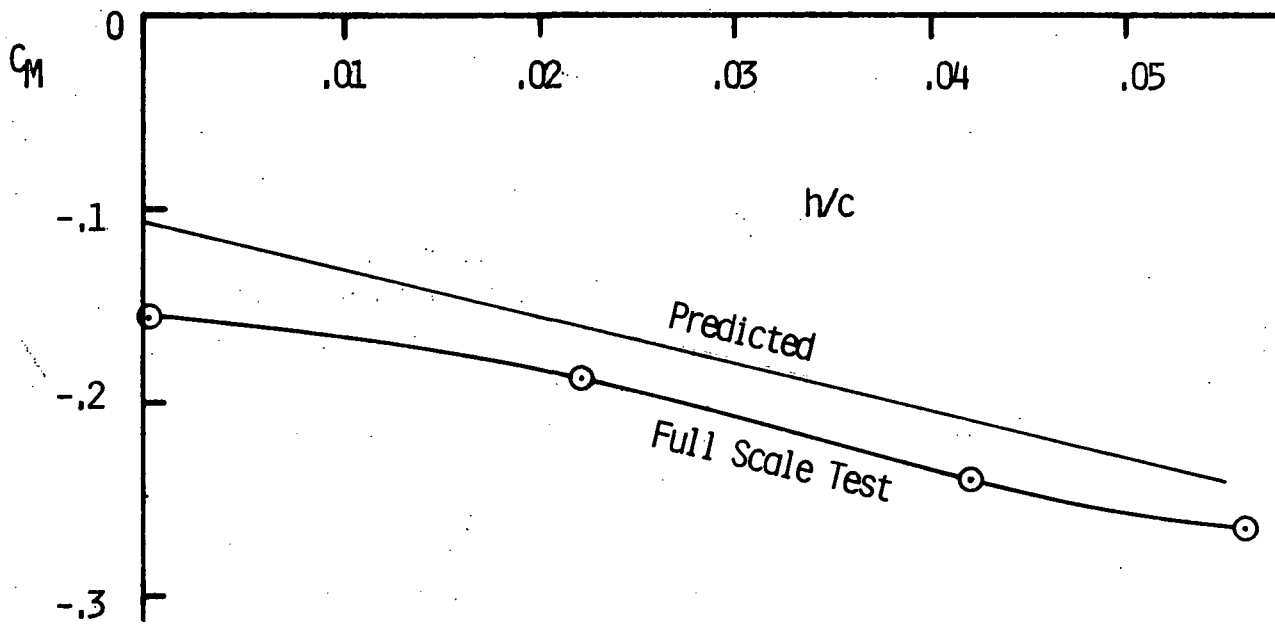 0
C_M
.01 .02 .03 .04 .05
h/c
-.1
Predicted
-.2
Full Scale Test
-.3